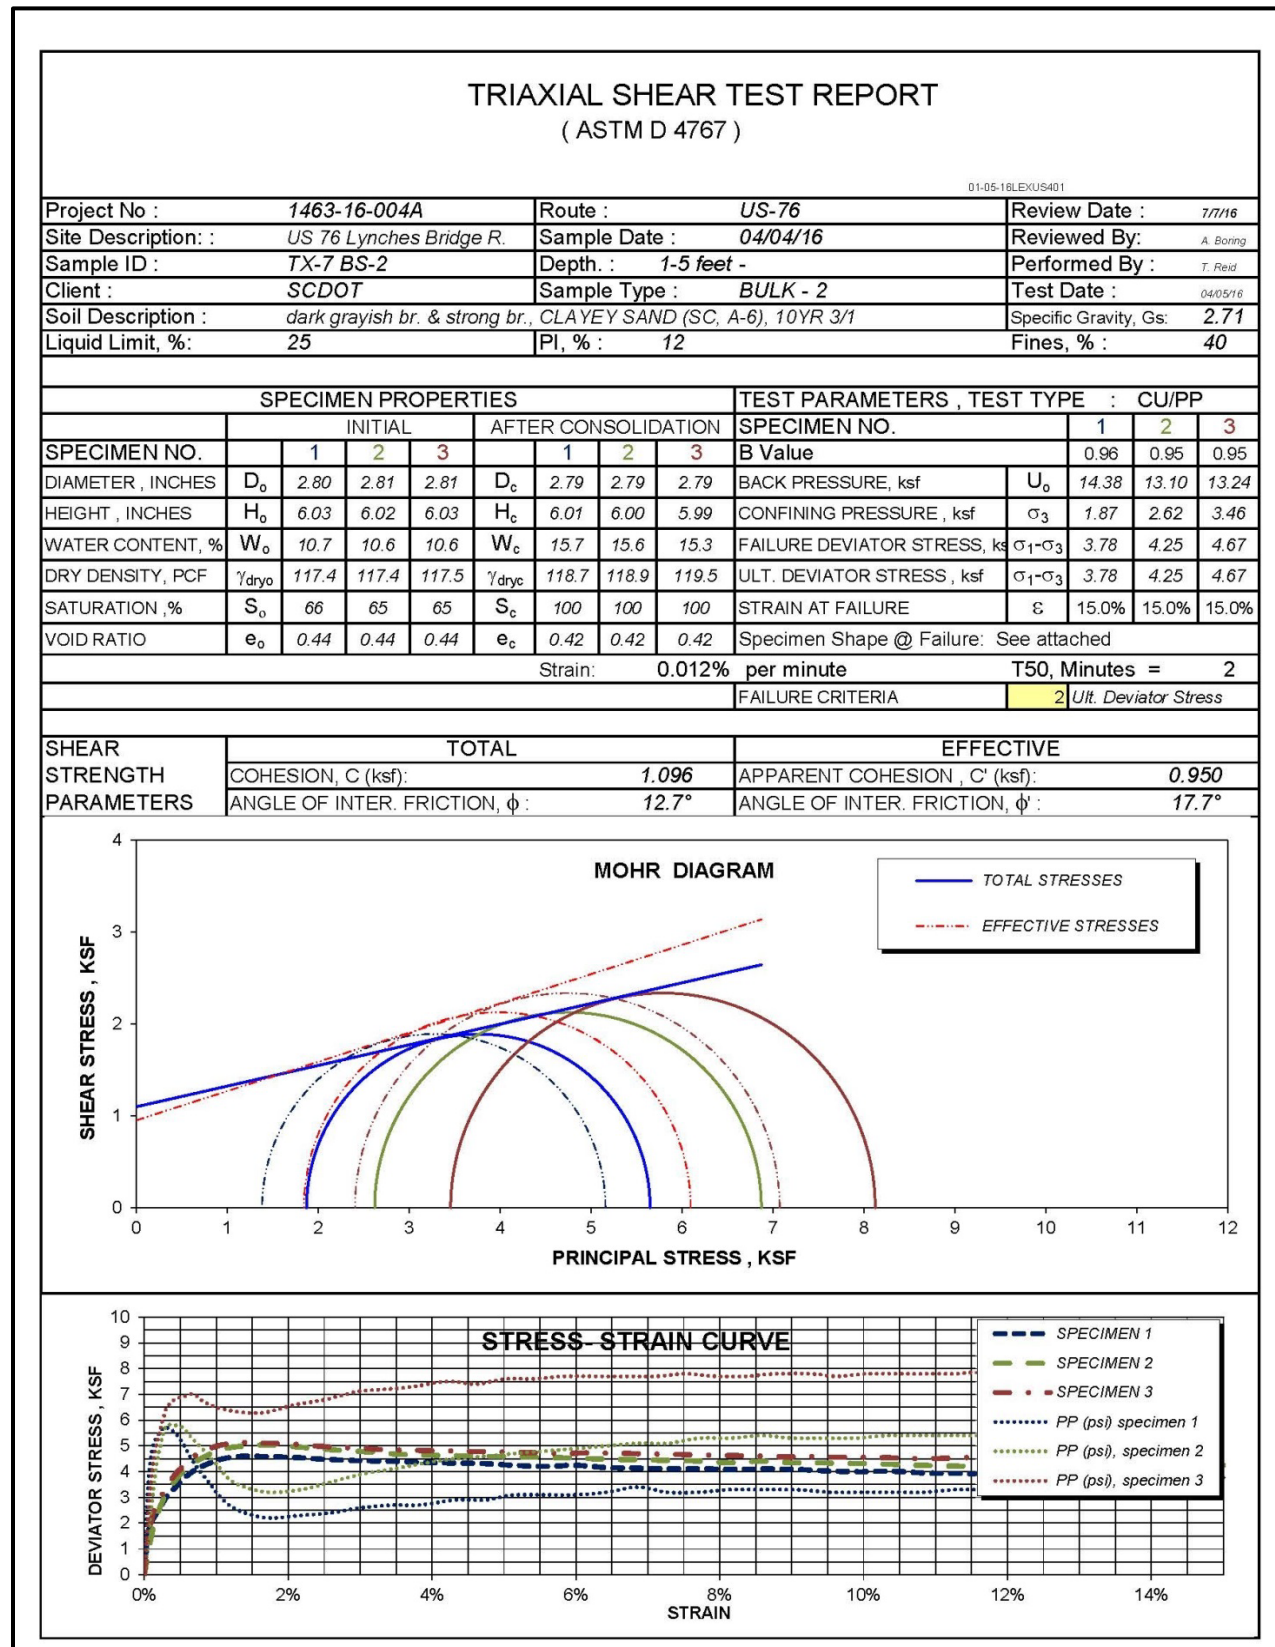 TRIAXIAL SHEAR TEST REPORT
( ASTM D 4767 )
01-05-16LEXUS401
Project No : 1463-16-004A Route : US-76 Review Date : 7/7/16
Site Description: : US 76 Lynches Bridge R. Sample Date : 04/04/16 Reviewed By: A. Boring
Sample ID : TX-7 BS-2 Depth. : 1-5 feet - Performed By : T. Reid
Client : SCDOT Sample Type : BULK - 2 Test Date : 04/05/16
Soil Description : dark grayish br. & strong br., CLAYEY SAND (SC, A-6), 10YR 3/1 Specific Gravity, Gs: 2.71
Liquid Limit, %: 25 PI, % : 12 Fines, % : 40
SPECIMEN PROPERTIES TEST PARAMETERS , TEST TYPE : CU/PP
INITIAL AFTER CONSOLIDATION SPECIMEN NO. 1 2 3
SPECIMEN NO. 1 2 3 1 2 3 B Value 0.96 0.95 0.95
DIAMETER , INCHES Do 2.80 2.81 2.81 Dc 2.79 2.79 2.79 BACK PRESSURE, ksf Uo 14.38 13.10 13.24
HEIGHT , INCHES Ho 6.03 6.02 6.03 Hc 6.01 6.00 5.99 CONFINING PRESSURE , ksf σ3 1.87 2.62 3.46
WATER CONTENT, % Wo 10.7 10.6 10.6 Wc 15.7 15.6 15.3 FAILURE DEVIATOR STRESS, ks σ1-σ3 3.78 4.25 4.67
DRY DENSITY, PCF γdryo 117.4 117.4 117.5 γdryc 118.7 118.9 119.5 ULT. DEVIATOR STRESS , ksf σ1-σ3 3.78 4.25 4.67
SATURATION ,% So 66 65 65 Sc 100 100 100 STRAIN AT FAILURE ε 15.0% 15.0% 15.0%
VOID RATIO eo 0.44 0.44 0.44 ec 0.42 0.42 0.42 Specimen Shape @ Failure: See attached
Strain: 0.012% per minute T50, Minutes = 2
FAILURE CRITERIA 2 Ult. Deviator Stress
SHEAR TOTAL EFFECTIVE
STRENGTH COHESION, C (ksf): 1.096 APPARENT COHESION , C' (ksf): 0.950
PARAMETERS ANGLE OF INTER. FRICTION, ϕ : 12.7° ANGLE OF INTER. FRICTION, ϕ' : 17.7°
MOHR DIAGRAM
TOTAL STRESSES
EFFECTIVE STRESSES
SHEAR STRESS , KSF
4
3
2
1
0
0 1 2 3 4 5 6 7 8 9 10 11 12
PRINCIPAL STRESS , KSF
STRESS- STRAIN CURVE
DEVIATOR STRESS , KSF
10
9
8
7
6
5
4
3
2
1
0
SPECIMEN 1
SPECIMEN 2
SPECIMEN 3
PP (psi) specimen 1
PP (psi), specimen 2
PP (psi), specimen 3
0% 2% 4% 6% 8% 10% 12% 14%
STRAIN